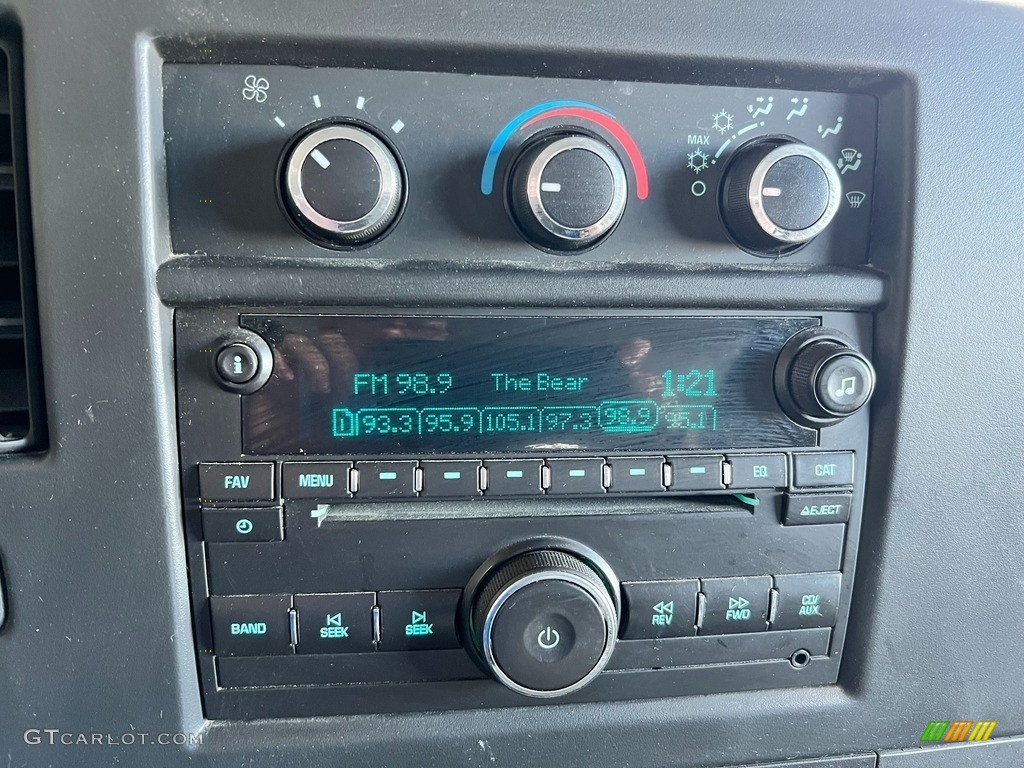 MAX
i
FM 98.9 The Bear 1:21
D 93.3 95.9 105.1 97.3 98.9 95.1
FAV MENU EQ CAT
EJECT
BAND SEEK SEEK REV FWD CD/AUX
GTCARLOT.COM